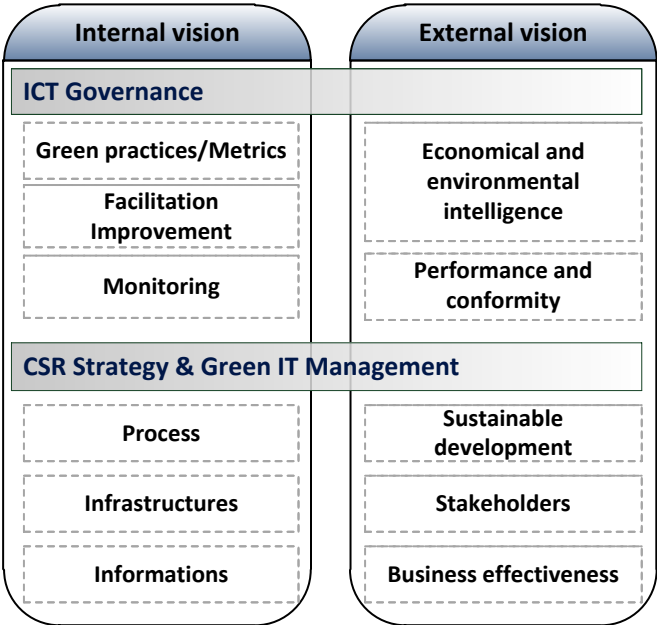 Internal vision
External vision
ICT Governance
Green practices/Metrics
Facilitation
Improvement
Monitoring
Economical and
environmental
intelligence
Performance and
conformity
CSR Strategy & Green IT Management
Process
Infrastructures
Informations
Sustainable
development
Stakeholders
Business effectiveness